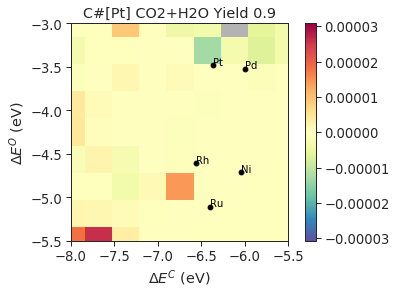 C#[Pt] CO2+H2O Yield 0.9
−3.0
−3.5
−4.0
−4.5
−5.0
−5.5
ΔE^O (eV)
Pt
Pd
Rh
Ni
Ru
−8.0 −7.5 −7.0 −6.5 −6.0 −5.5
ΔE^C (eV)
0.00003
0.00002
0.00001
0.00000
−0.00001
−0.00002
−0.00003